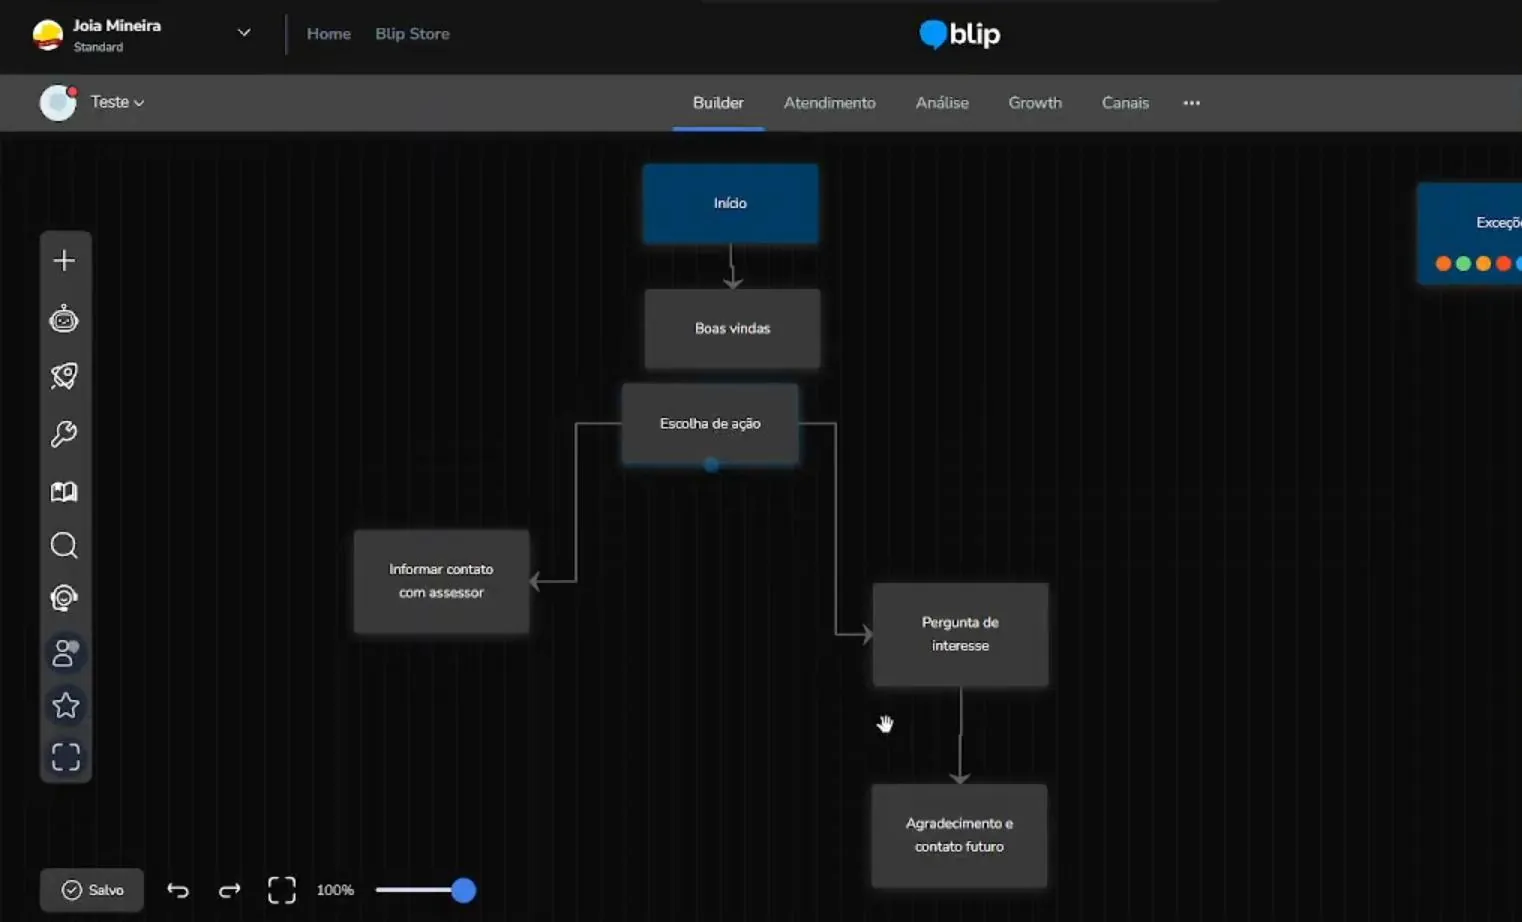 Joia Mineira
Standard
Home
Blip Store
blip
Teste
Builder
Atendimento
Análise
Growth
Canais
Início
Exceçõ
Boas vindas
Escolha de ação
Informar contato
com assessor
Pergunta de
interesse
Agradecimento e
contato futuro
Salvo
100%